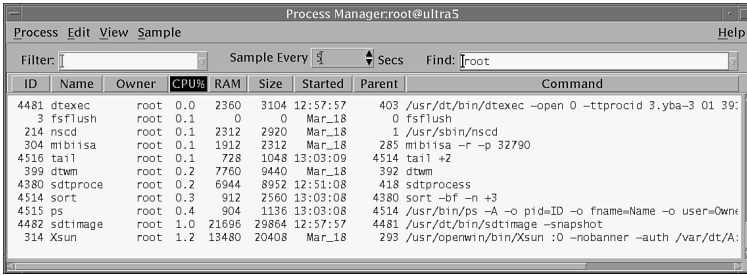 Process Manager:root@ultra5
Process Edit View Sample Help
Filter: Sample Every 5 Secs Find: root
ID Name Owner CPU% RAM Size Started Parent Command
4481 dtexec root 0.0 2360 3104 12:57:57 403 /usr/dt/bin/dtexec -open 0 -ttprocid 3.yba-3 01 391
3 fsflush root 0.1 0 0 Mar_18 0 fsflush
214 nscd root 0.1 2312 2920 Mar_18 1 /usr/sbin/nscd
304 mibiisa root 0.1 1912 2312 Mar_18 285 mibiisa -r -p 32790
4516 tail root 0.1 728 1048 13:03:09 4514 tail +2
399 dtwm root 0.2 7760 9440 Mar_18 392 dtwm
4380 sdtproce root 0.2 6944 8952 12:51:08 418 sdtprocess
4514 sort root 0.3 912 2560 13:03:08 4380 sort -bf -n +3
4515 ps root 0.4 904 1136 13:03:08 4514 /usr/bin/ps -A -o pid=ID -o fname=Name -o user=Owne
4482 sdtimage root 1.0 21696 29864 12:57:57 4481 /usr/dt/bin/sdtimage -snapshot
314 Xsun root 1.2 13480 20408 Mar_18 293 /usr/openwin/bin/Xsun :0 -nobanner -auth /var/dt/A: